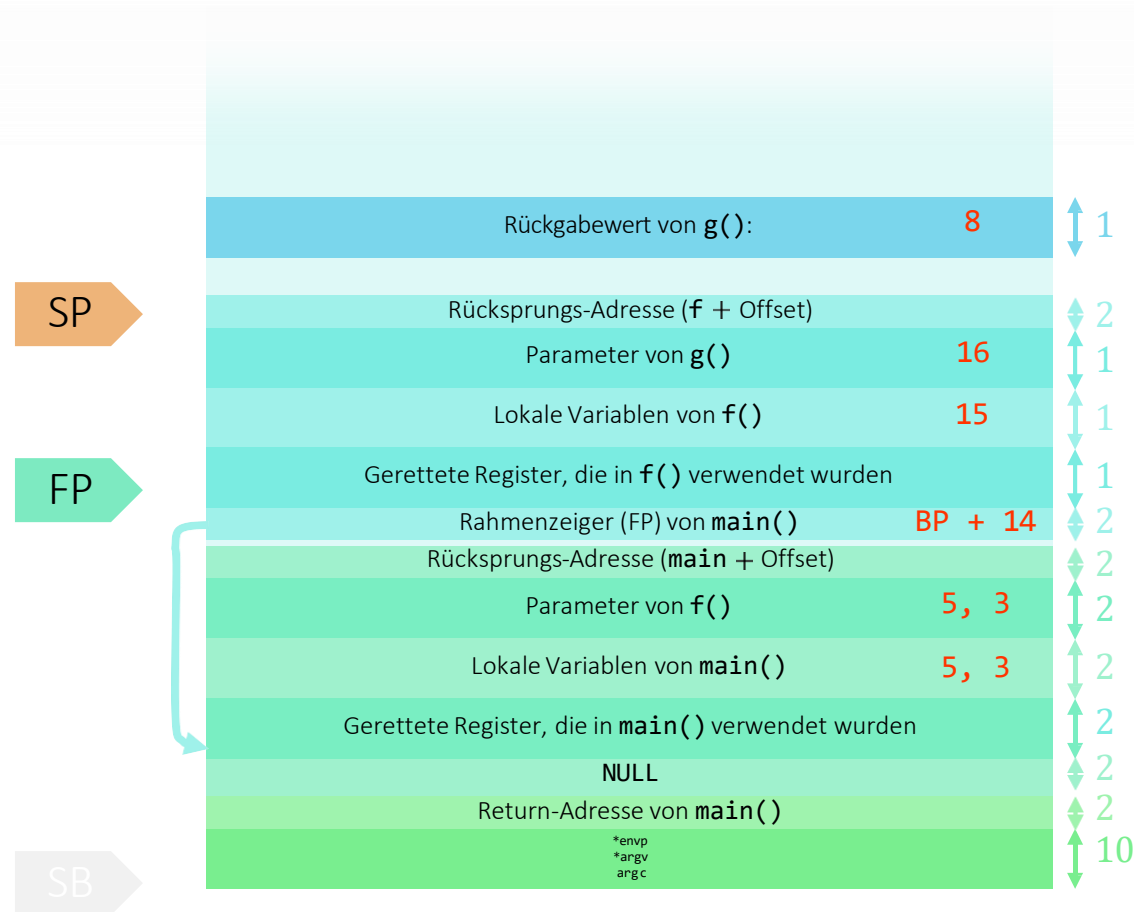 Rückgabewert von g(): 8 1
SP
Rücksprungs-Adresse (f + Offset) 2
Parameter von g() 16 1
Lokale Variablen von f() 15 1
FP
Gerettete Register, die in f() verwendet wurden 1
Rahmenzeiger (FP) von main() BP + 14 2
Rücksprungs-Adresse (main + Offset) 2
Parameter von f() 5, 3 2
Lokale Variablen von main() 5, 3 2
Gerettete Register, die in main() verwendet wurden 2
NULL 2
Return-Adresse von main() 2
*envp
*argv
argc
10
SB